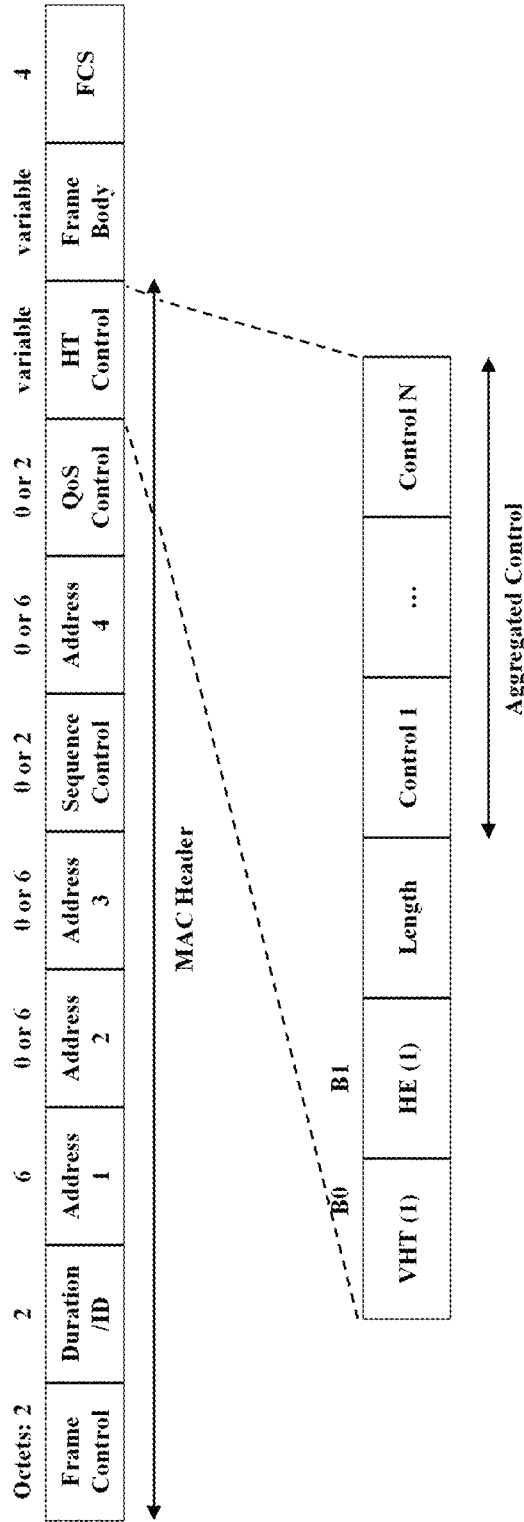 Octets: 2 2 6 0 or 6 0 or 6 0 or 2 0 or 6 0 or 2 variable variable 4
Frame Control
Duration /ID
Address 1
Address 2
Address 3
Sequence Control
Address 4
QoS Control
HT Control
Frame Body
FCS
MAC Header
B0 B1
VHT (1)
HE (1)
Length
Control 1
...
Control N
Aggregated Control